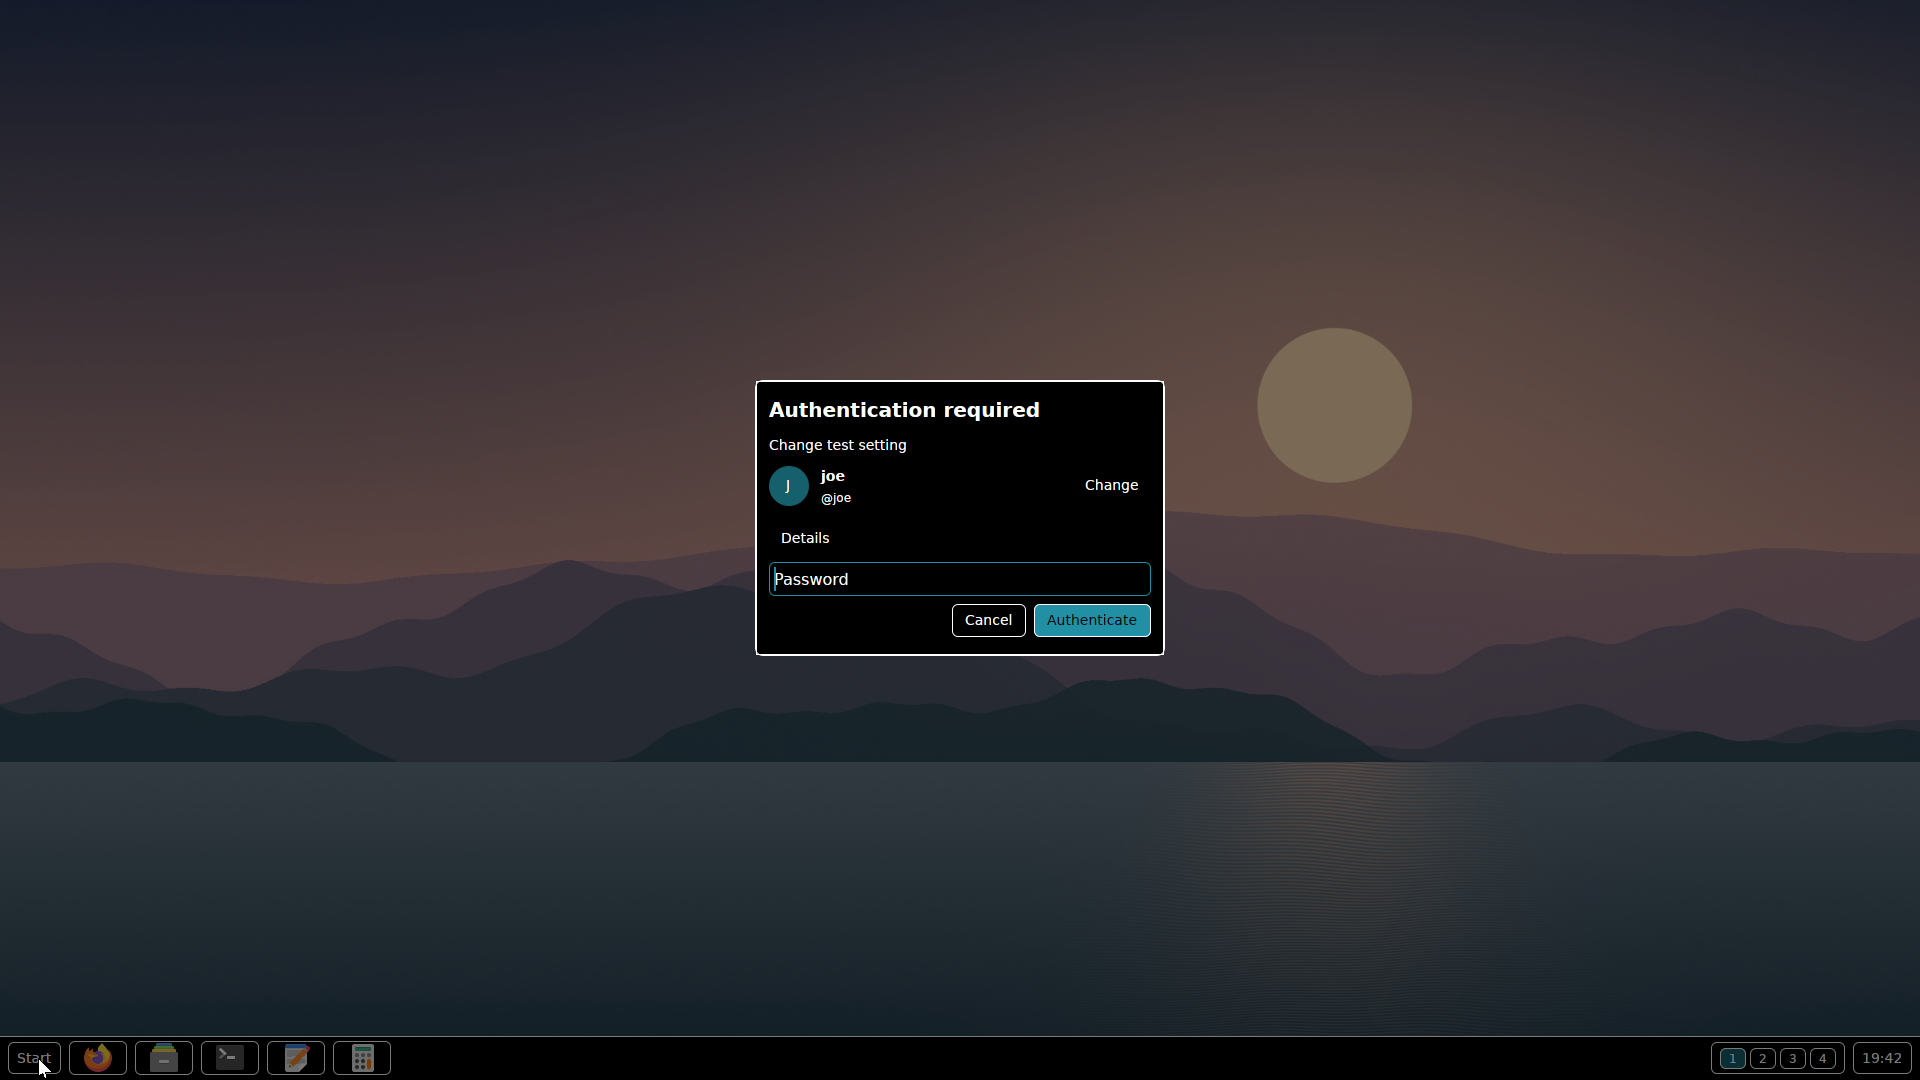 Authentication required
Change test setting
J
joe
@joe
Change
Details
Password
Cancel
Authenticate
Start
1
2
3
4
19:42